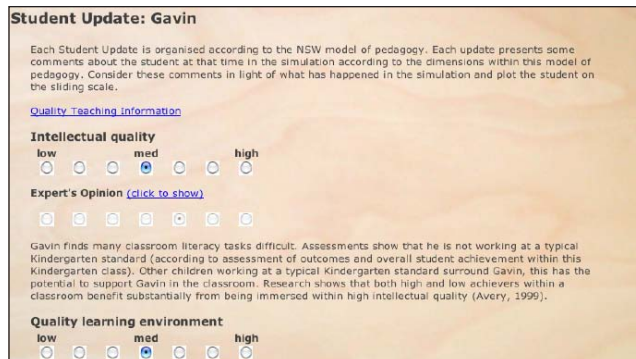 Student Update: Gavin
Each Student Update is organised according to the NSW model of pedagogy. Each update presents some
comments about the student at that time in the simulation according to the dimensions within this model of
pedagogy. Consider these comments in light of what has happened in the simulation and plot the student on
the sliding scale.
Quality Teaching Information
Intellectual quality
low med high
Expert's Opinion (click to show)
Gavin finds many classroom literacy tasks difficult. Assessments show that he is not working at a typical
Kindergarten standard (according to assessment of outcomes and overall student achievement within this
Kindergarten class). Other children working at a typical Kindergarten standard surround Gavin, this has the
potential to support Gavin in the classroom. Research shows that both high and low achievers within a
classroom benefit substantially from being immersed within high intellectual quality (Avery, 1999).
Quality learning environment
low med high